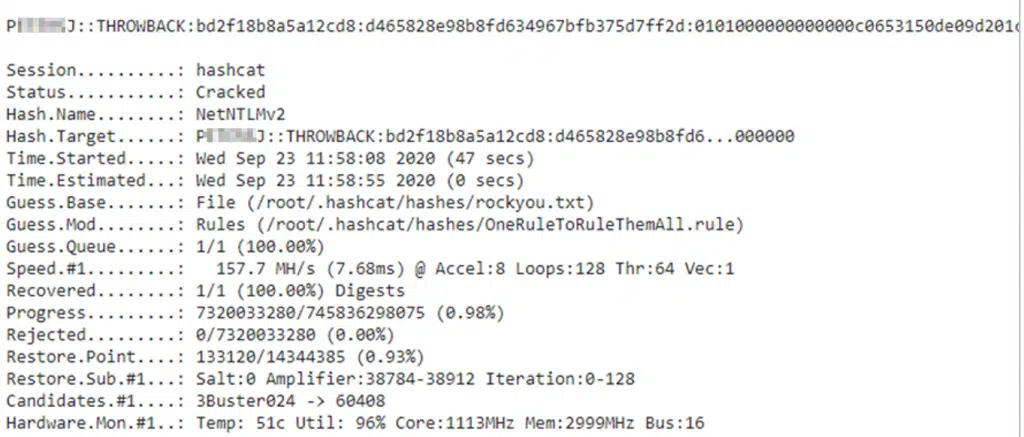 P J::THROWBACK:bd2f18b8a5a12cd8:d465828e98b8fd634967bfb375d7ff2d:0101000000000000c0653150de09d201
Session..........: hashcat
Status...........: Cracked
Hash.Name........: NetNTLMv2
Hash.Target......: P J::THROWBACK:bd2f18b8a5a12cd8:d465828e98b8fd6...000000
Time.Started.....: Wed Sep 23 11:58:08 2020 (47 secs)
Time.Estimated...: Wed Sep 23 11:58:55 2020 (0 secs)
Guess.Base.......: File (/root/.hashcat/hashes/rockyou.txt)
Guess.Mod........: Rules (/root/.hashcat/hashes/OneRuleToRuleThemAll.rule)
Guess.Queue......: 1/1 (100.00%)
Speed.#1.........:   157.7 MH/s (7.68ms) @ Accel:8 Loops:128 Thr:64 Vec:1
Recovered........: 1/1 (100.00%) Digests
Progress.........: 7320033280/745836298075 (0.98%)
Rejected.........: 0/7320033280 (0.00%)
Restore.Point....: 133120/14344385 (0.93%)
Restore.Sub.#1...: Salt:0 Amplifier:38784-38912 Iteration:0-128
Candidates.#1....: 3Buster024 -> 60408
Hardware.Mon.#1..: Temp: 51c Util: 96% Core:1113MHz Mem:2999MHz Bus:16